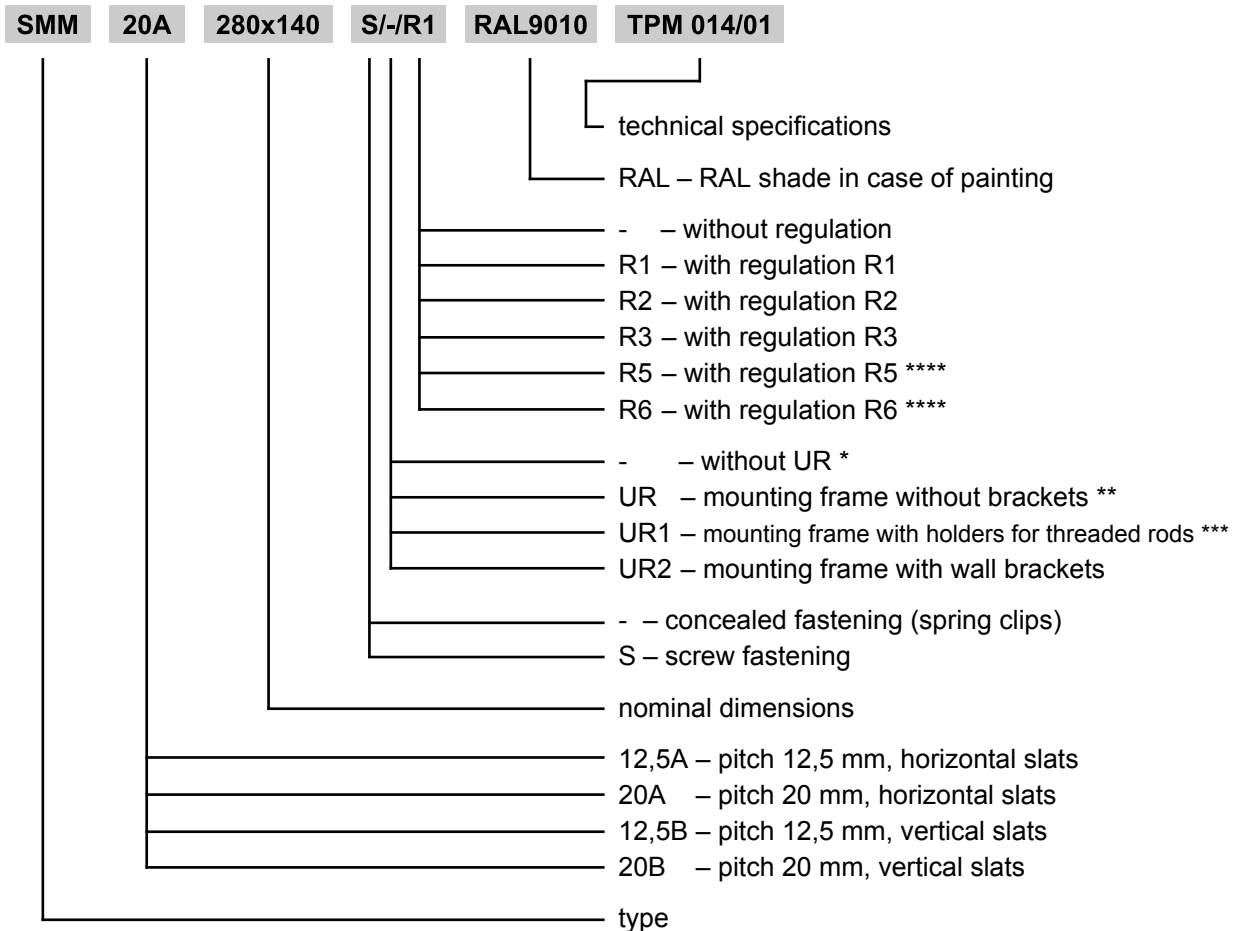 SMM 20A 280x140 S/-/R1 RAL9010 TPM 014/01
technical specifications
RAL – RAL shade in case of painting
- – without regulation
R1 – with regulation R1
R2 – with regulation R2
R3 – with regulation R3
R5 – with regulation R5 ****
R6 – with regulation R6 ****
- – without UR *
UR – mounting frame without brackets **
UR1 – mounting frame with holders for threaded rods ***
UR2 – mounting frame with wall brackets
- – concealed fastening (spring clips)
S – screw fastening
nominal dimensions
12,5A – pitch 12,5 mm, horizontal slats
20A – pitch 20 mm, horizontal slats
12,5B – pitch 12,5 mm, vertical slats
20B – pitch 20 mm, vertical slats
type